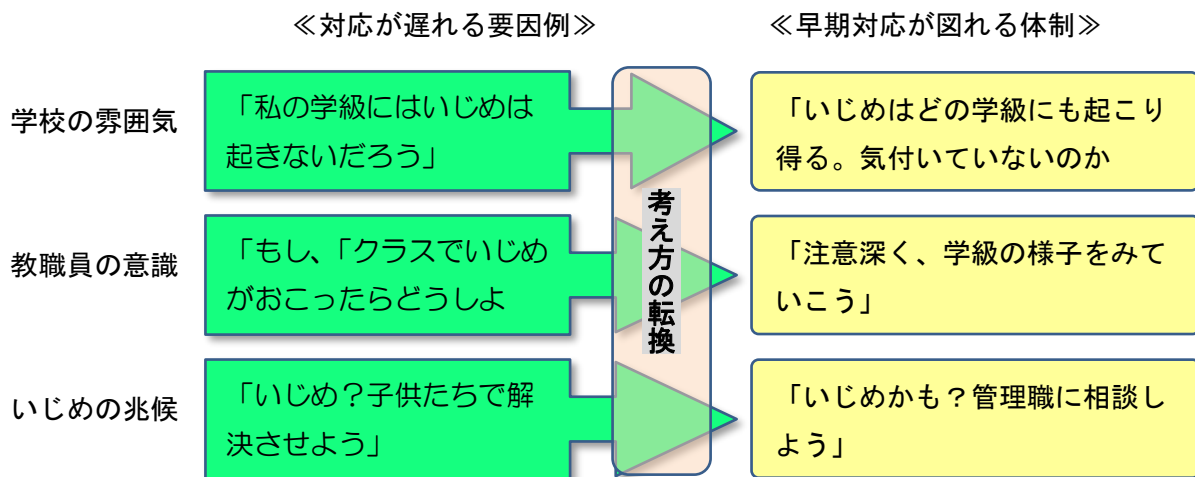 ≪対応が遅れる要因例≫
≪早期対応が図れる体制≫
学校の雰囲気
「私の学級にはいじめは
起きないだろう」
「いじめはどの学級にも起こり
得る。気付いていないのか
教職員の意識
「もし、「クラスでいじめ
がおこったらどうしよ
「注意深く、学級の様子をみて
いこう」
いじめの兆候
「いじめ？子供たちで解
決させよう」
「いじめかも？管理職に相談し
よう」
考え方の転換